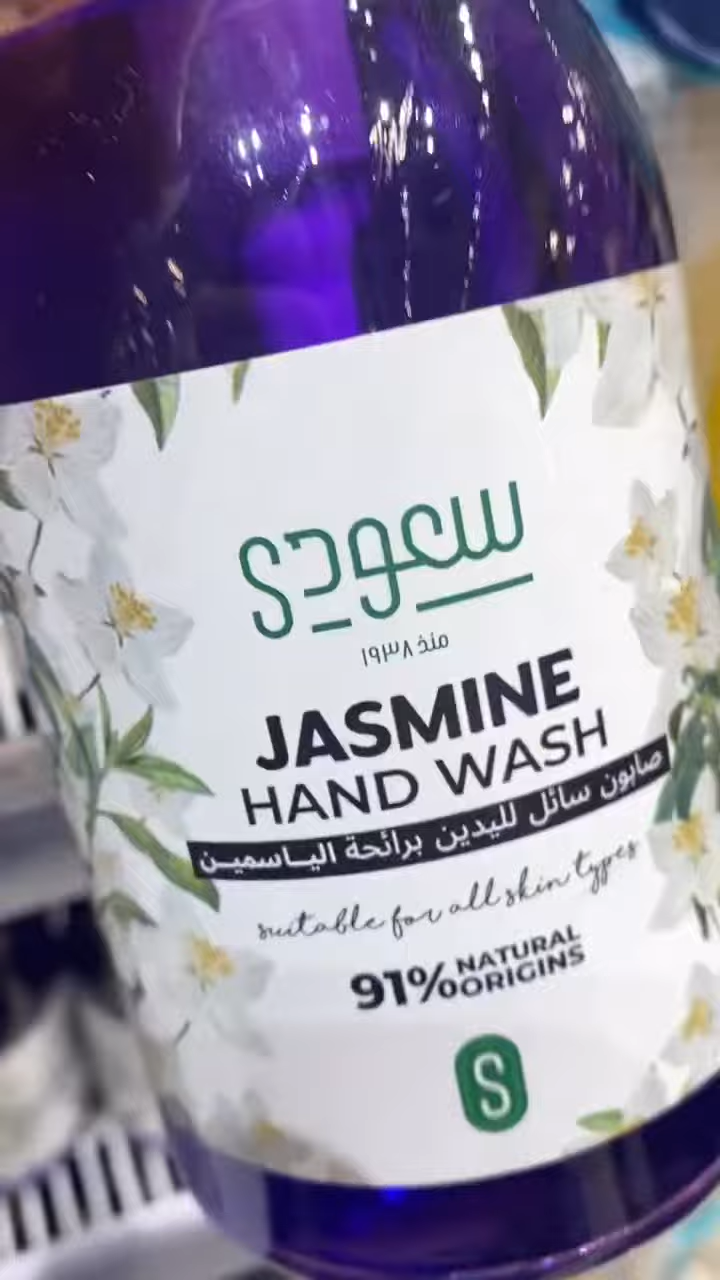 سعودي
منذ ١٩٣٨
JASMINE
HAND WASH
صابون سائل لليدين برائحة الياسمين
suitable for all skin types
91% NATURAL
ORIGINS
S